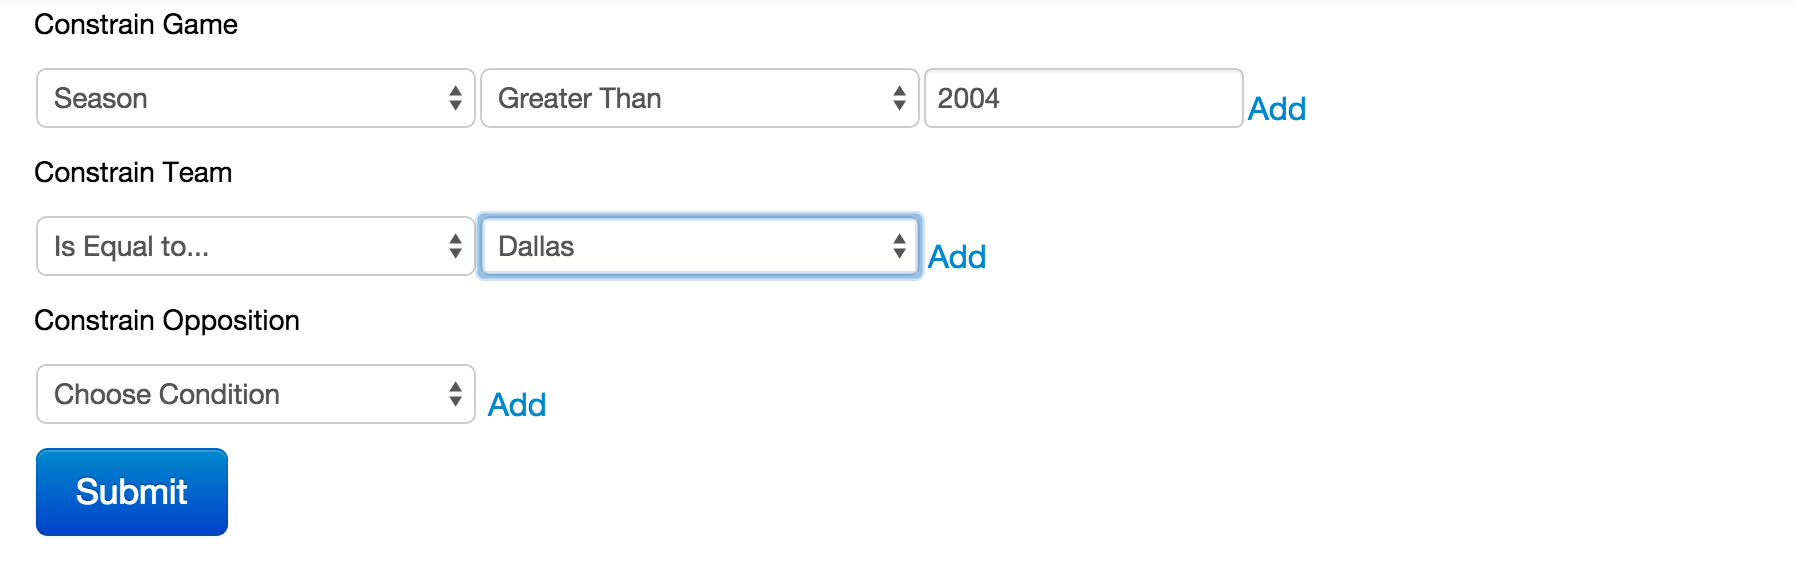 Constrain Game
Season Greater Than 2004 Add
Constrain Team
Is Equal to... Dallas Add
Constrain Opposition
Choose Condition Add
Submit